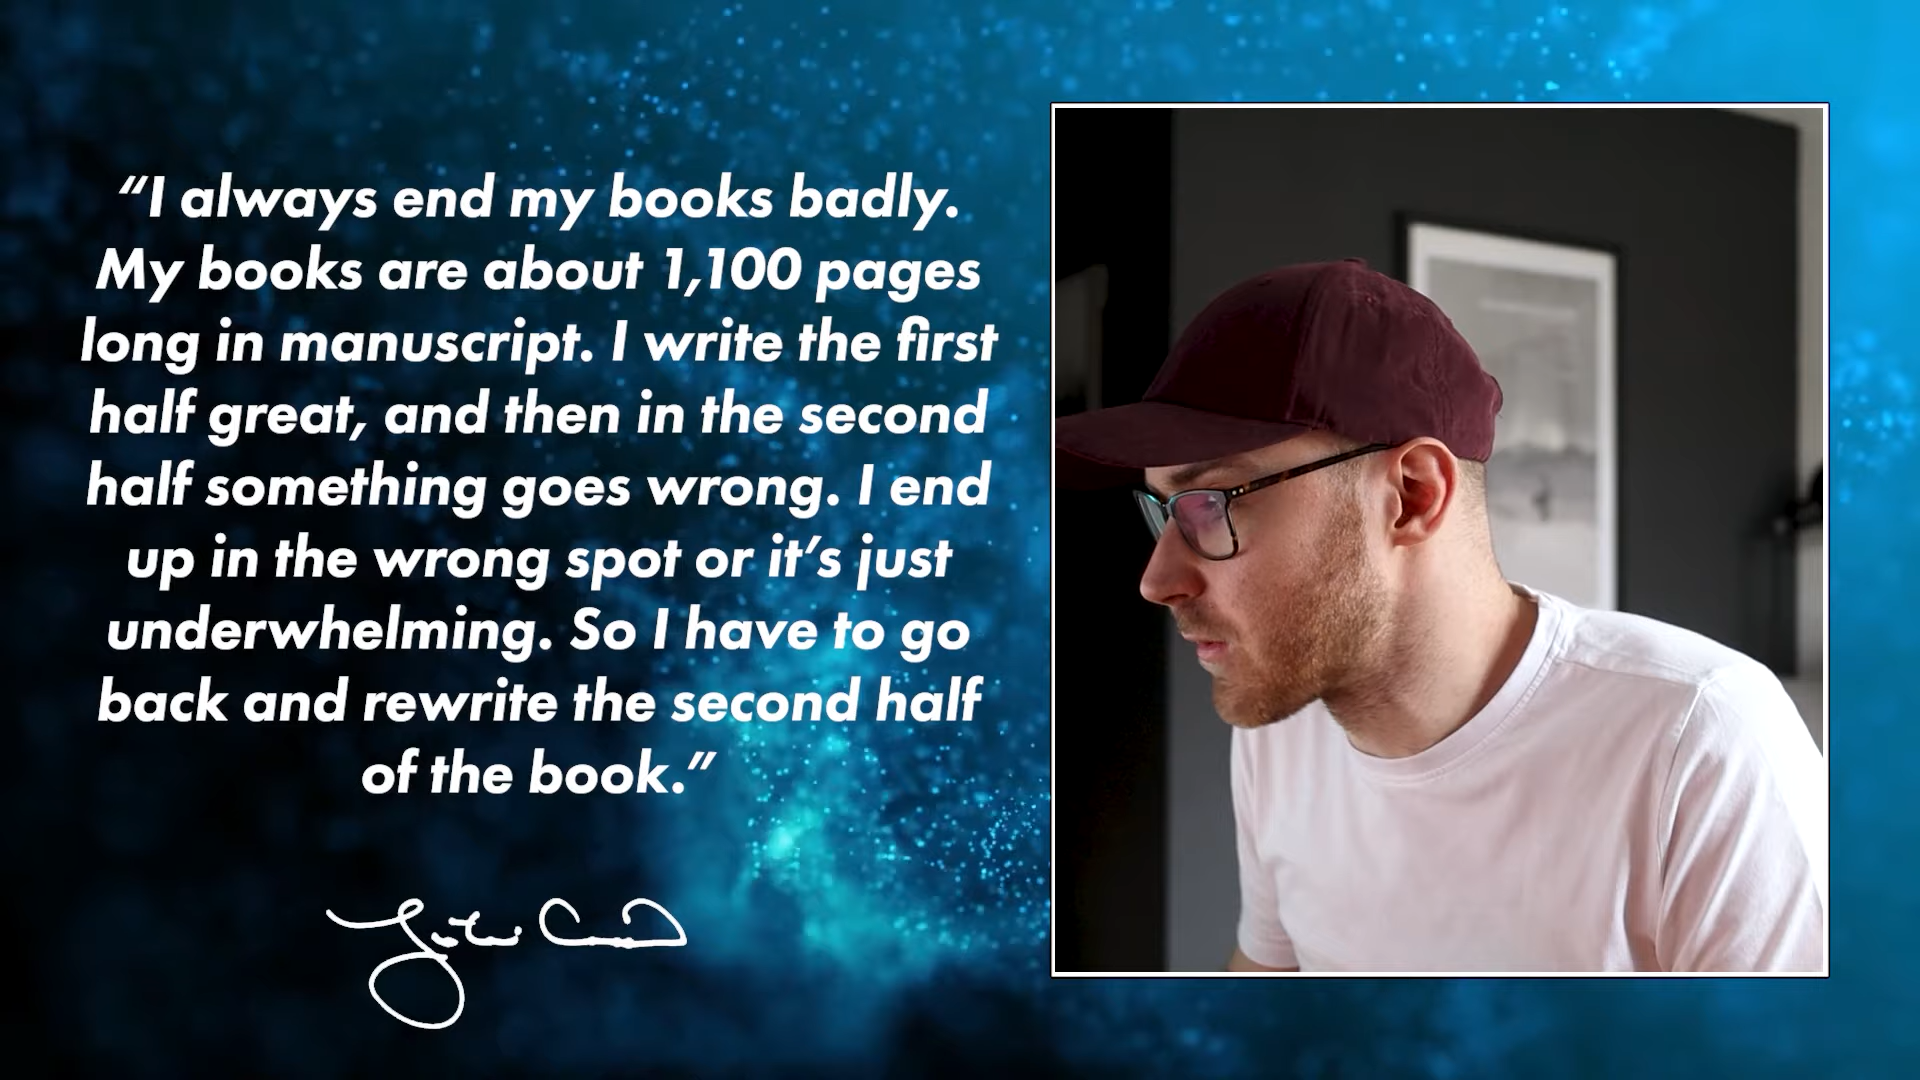 “I always end my books badly.
My books are about 1,100 pages
long in manuscript. I write the first
half great, and then in the second
half something goes wrong. I end
up in the wrong spot or it’s just
underwhelming. So I have to go
back and rewrite the second half
of the book.”